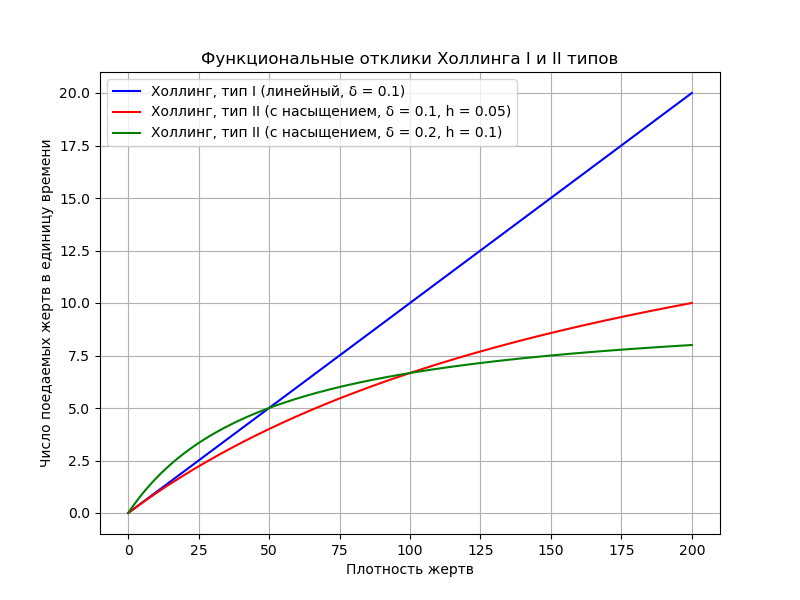 Функциональные отклики Холлинга I и II типов
Холлинг, тип I (линейный, δ = 0.1)
Холлинг, тип II (с насыщением, δ = 0.1, h = 0.05)
Холлинг, тип II (с насыщением, δ = 0.2, h = 0.1)
Число поедаемых жертв в единицу времени
20.0
17.5
15.0
12.5
10.0
7.5
5.0
2.5
0.0
0 25 50 75 100 125 150 175 200
Плотность жертв